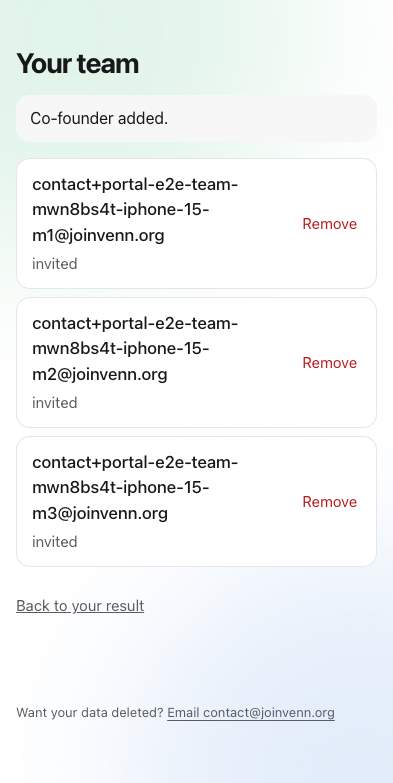 Your team
Co-founder added.
contact+portal-e2e-team-
mwn8bs4t-iphone-15-
m1@joinvenn.org
Remove
invited
contact+portal-e2e-team-
mwn8bs4t-iphone-15-
m2@joinvenn.org
Remove
invited
contact+portal-e2e-team-
mwn8bs4t-iphone-15-
m3@joinvenn.org
Remove
invited
Back to your result
Want your data deleted? Email contact@joinvenn.org